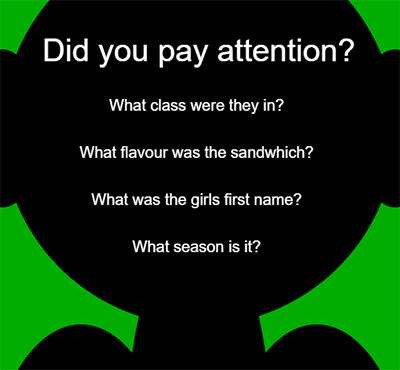 Did you pay attention?
What class were they in?
What flavour was the sandwhich?
What was the girls first name?
What season is it?